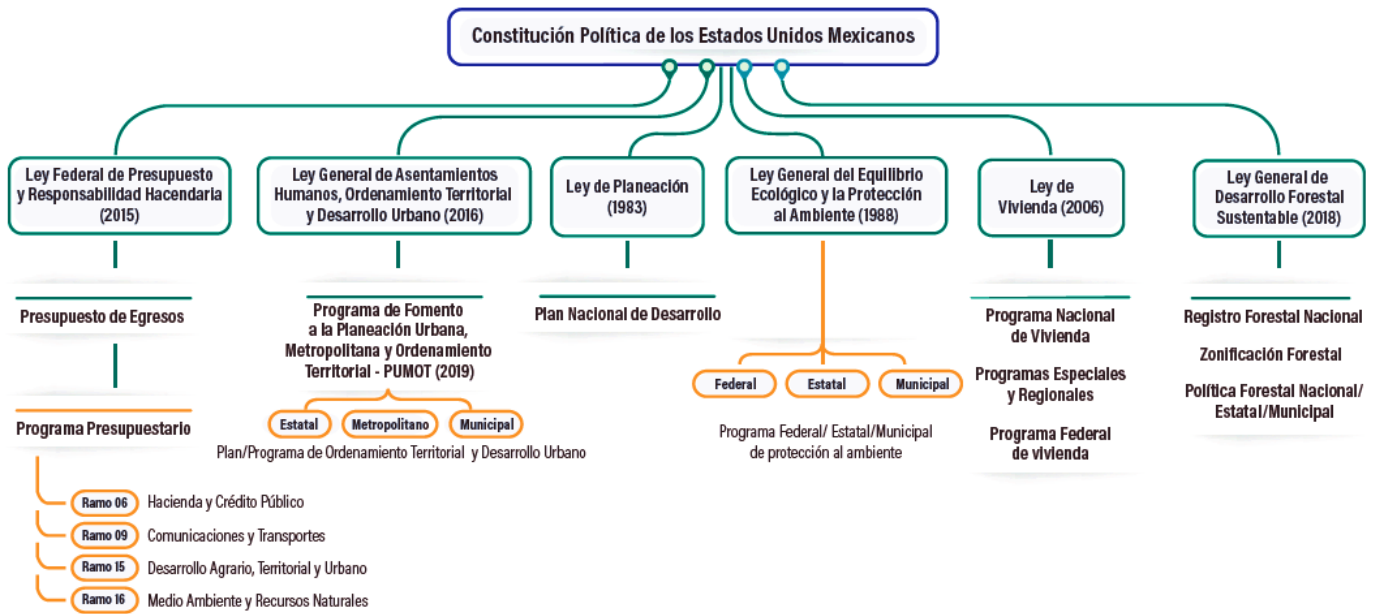 Constitución Política de los Estados Unidos Mexicanos
Ley Federal de Presupuesto
y Responsabilidad Hacendaria
(2015)
Presupuesto de Egresos
Programa Presupuestario
Ramo 06 Hacienda y Crédito Público
Ramo 09 Comunicaciones y Transportes
Ramo 15 Desarrollo Agrario, Territorial y Urbano
Ramo 16 Medio Ambiente y Recursos Naturales
Ley General de Asentamientos
Humanos, Ordenamiento Territorial
y Desarrollo Urbano (2016)
Programa de Fomento
a la Planeación Urbana,
Metropolitana y Ordenamiento
Territorial - PUMOT (2019)
Estatal Metropolitano Municipal
Plan/Programa de Ordenamiento Territorial y Desarrollo Urbano
Ley de Planeación
(1983)
Plan Nacional de Desarrollo
Ley General del Equilibrio
Ecológico y la Protección
al Ambiente (1988)
Federal Estatal Municipal
Programa Federal/ Estatal/Municipal
de protección al ambiente
Ley de
Vivienda (2006)
Programa Nacional
de Vivienda
Programas Especiales
y Regionales
Programa Federal
de vivienda
Ley General de
Desarrollo Forestal
Sustentable (2018)
Registro Forestal Nacional
Zonificación Forestal
Política Forestal Nacional/
Estatal/Municipal